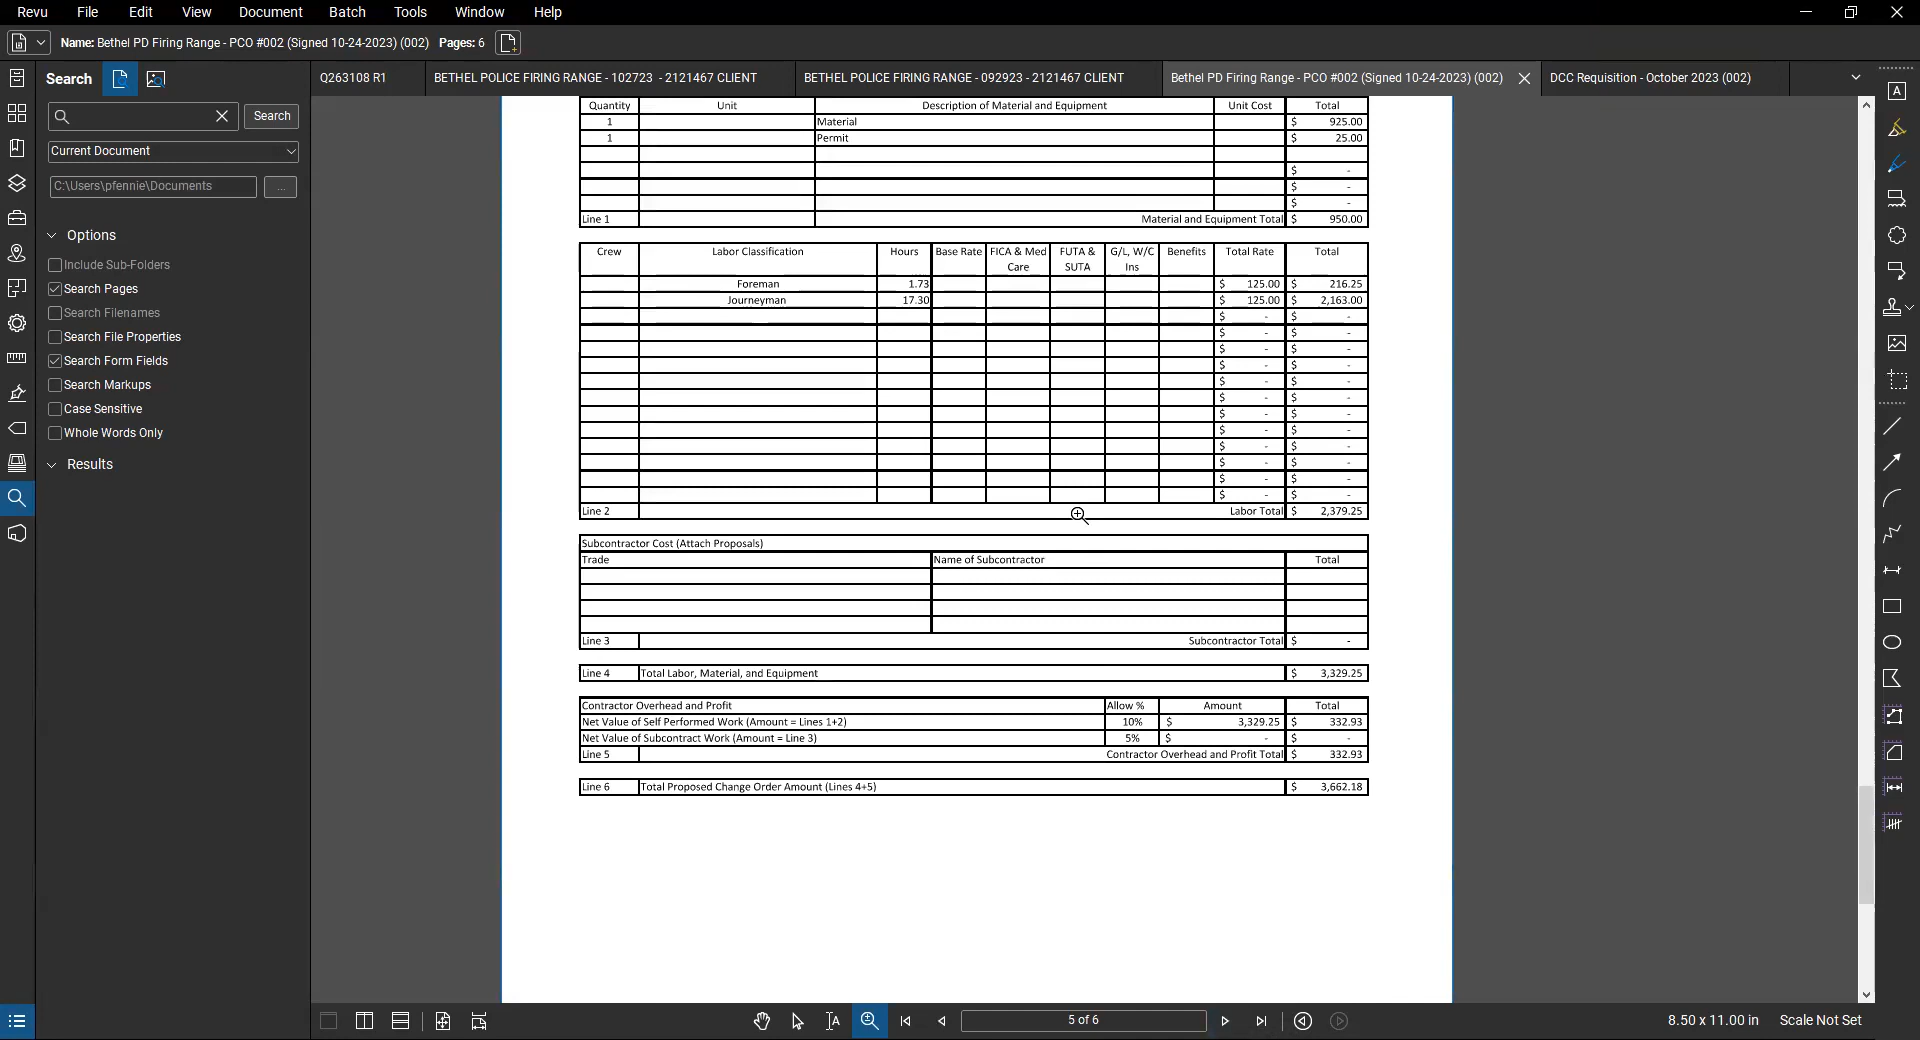 Revu File Edit View Document Batch Tools Window Help
Name: Bethel PD Firing Range - PCO #002 (Signed 10-24-2023) (002) Pages: 6
Search
Q263108 R1
BETHEL POLICE FIRING RANGE - 102723 - 2121467 CLIENT
BETHEL POLICE FIRING RANGE - 092923 - 2121467 CLIENT
Bethel PD Firing Range - PCO #002 (Signed 10-24-2023) (002)
DCC Requisition - October 2023 (002)
Search
Current Document
C:\Users\pfennie\Documents
...
Options
Include Sub-Folders
Search Pages
Search Filenames
Search File Properties
Search Form Fields
Search Markups
Case Sensitive
Whole Words Only
Results
Quantity Unit Description of Material and Equipment Unit Cost Total
1 Material $ 925.00
1 Permit $ 25.00
$ -
$ -
$ -
Line 1 Material and Equipment Total $ 950.00
Crew Labor Classification Hours Base Rate FICA & Med Care FUTA & SUTA G/L, W/C Ins Benefits Total Rate Total
Foreman 1.73 $ 125.00 $ 216.25
Journeyman 17.30 $ 125.00 $ 2,163.00
$ - $ -
$ - $ -
$ - $ -
$ - $ -
$ - $ -
$ - $ -
$ - $ -
$ - $ -
$ - $ -
$ - $ -
$ - $ -
$ - $ -
Line 2 Labor Total $ 2,379.25
Subcontractor Cost (Attach Proposals)
Trade Name of Subcontractor Total
Line 3 Subcontractor Total $ -
Line 4 Total Labor, Material, and Equipment $ 3,329.25
Contractor Overhead and Profit Allow % Amount Total
Net Value of Self Performed Work (Amount = Lines 1+2) 10% $ 3,329.25 $ 332.93
Net Value of Subcontract Work (Amount = Line 3) 5% $ - $ -
Line 5 Contractor Overhead and Profit Total $ 332.93
Line 6 Total Proposed Change Order Amount (Lines 4+5) $ 3,662.18
5 of 6
8.50 x 11.00 in Scale Not Set